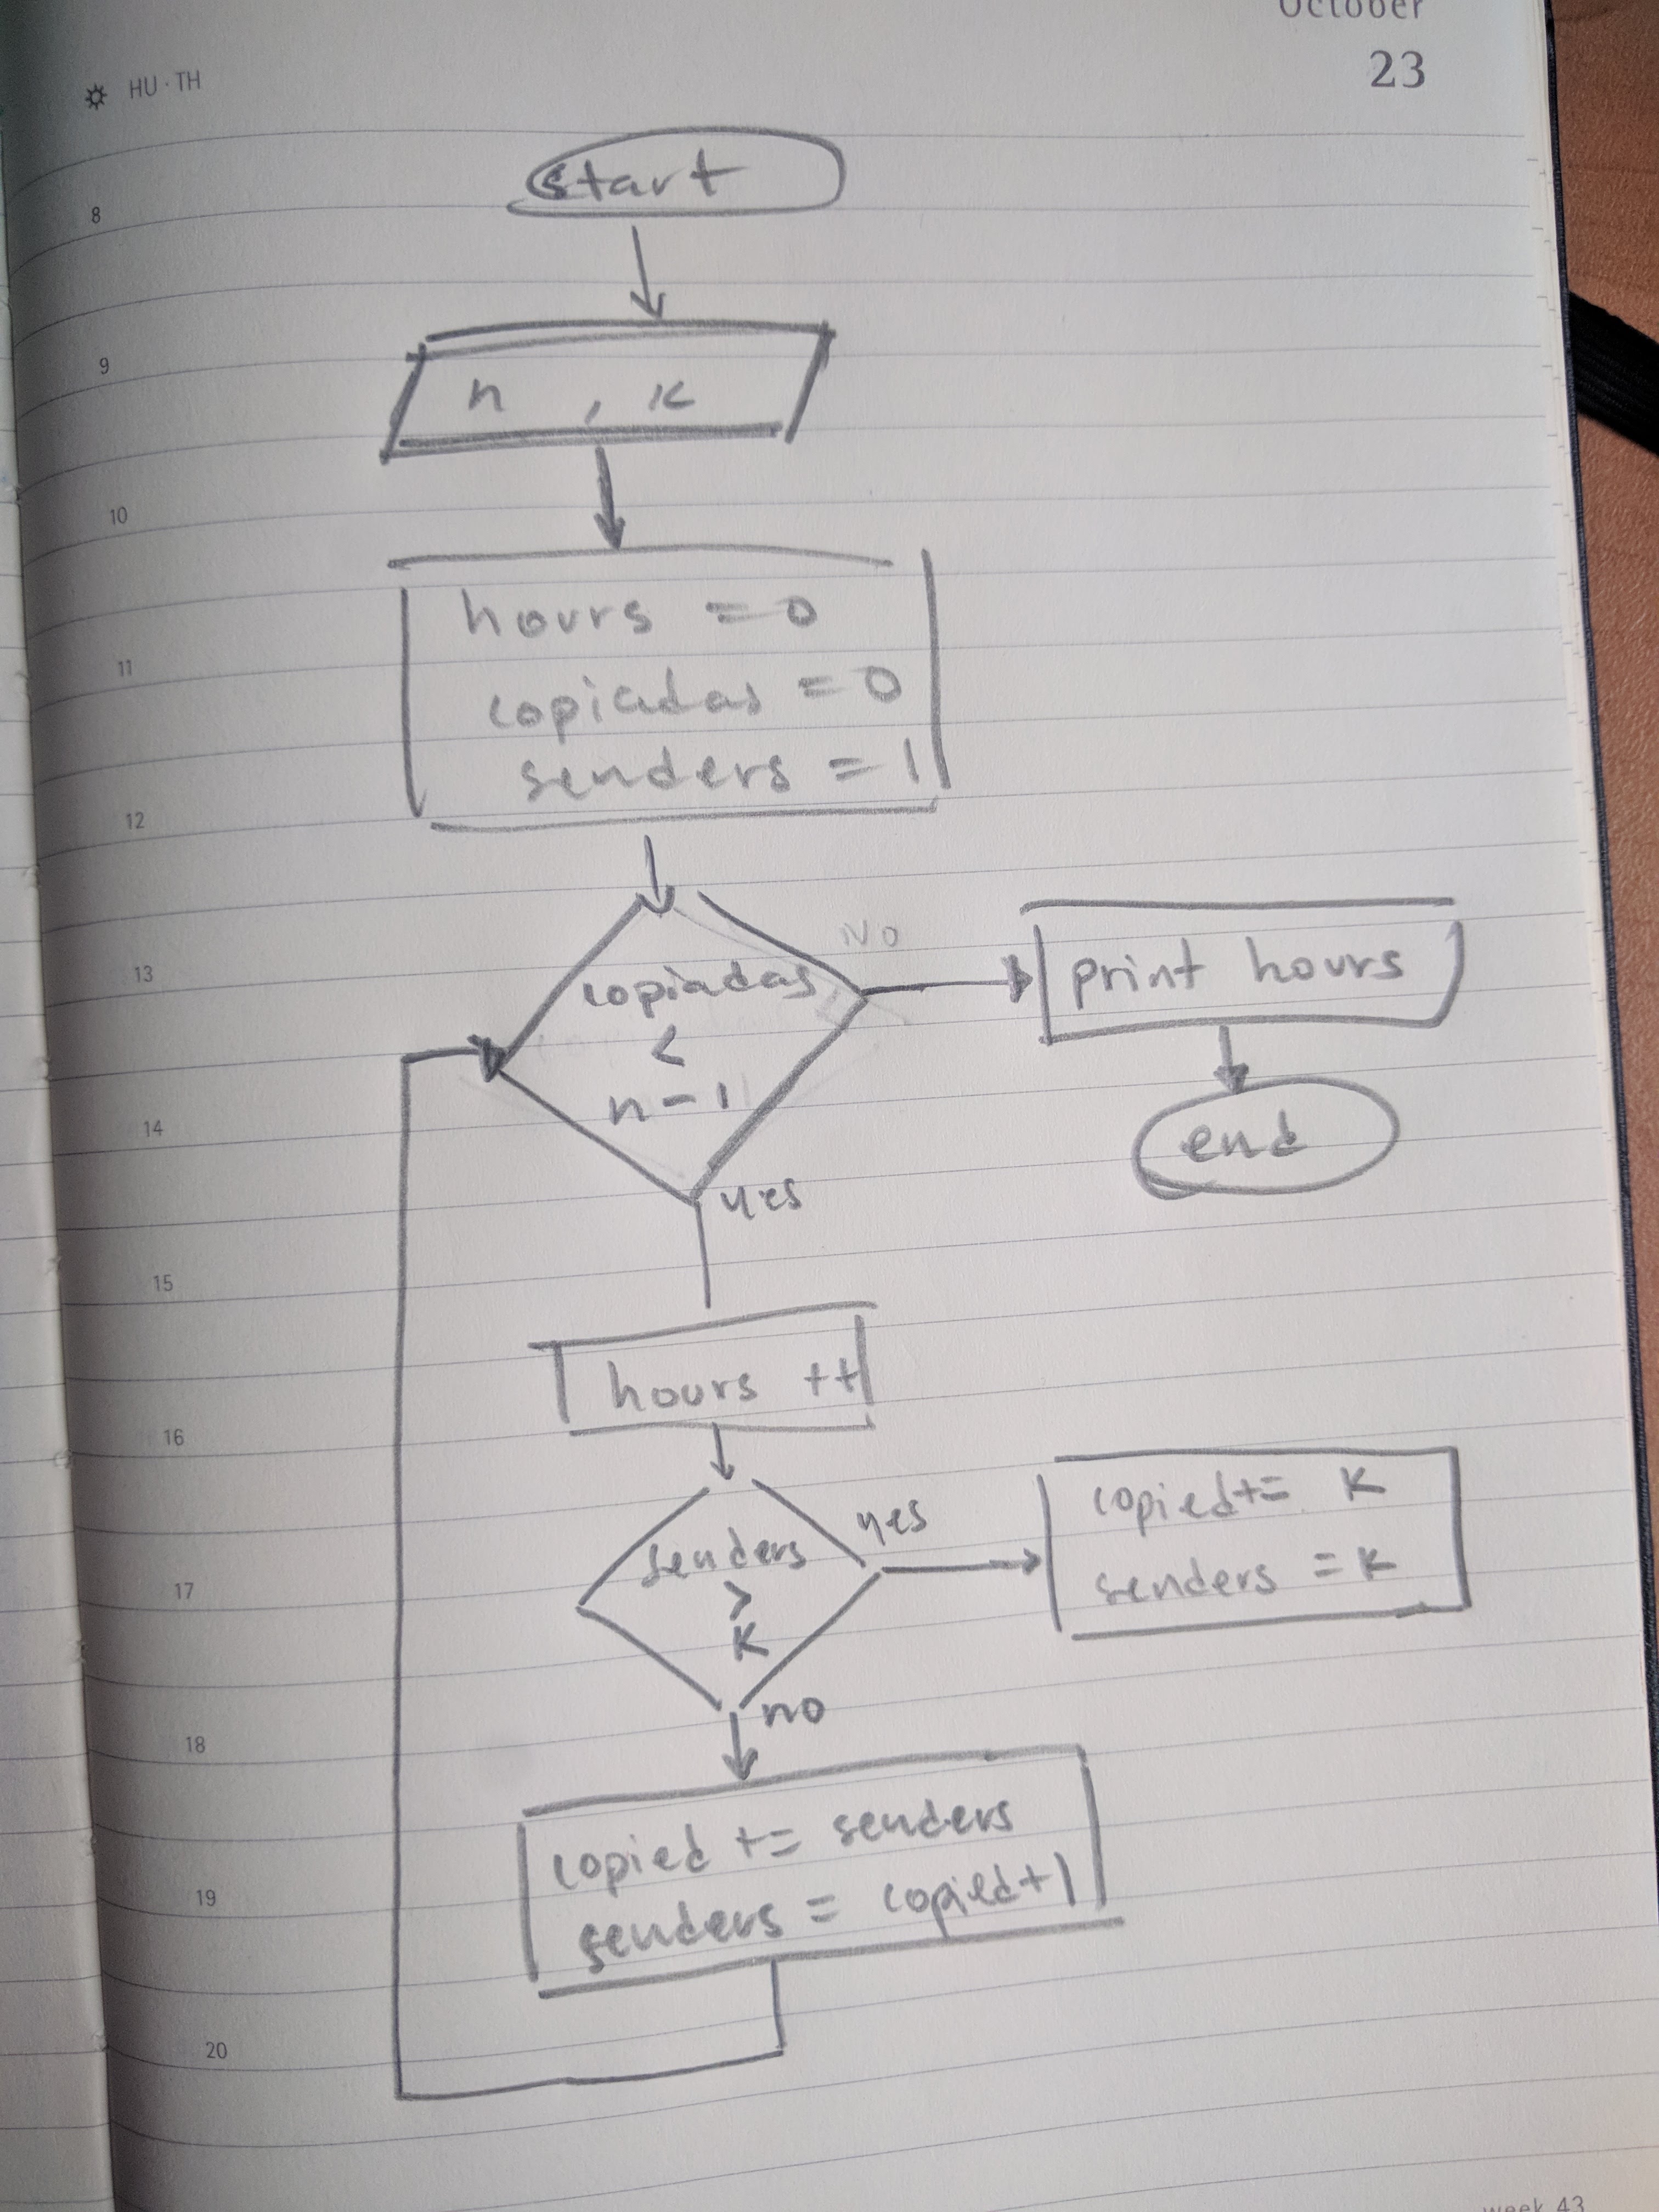 October
23
HU · TH
start
8
9
n , k
10
hours = 0
11
copiadas = 0
senders = 1
12
No
13
copiadas
<
n - 1
print hours
14
end
yes
15
hours ++
16
yes
copied += K
senders = K
senders
>
K
17
no
18
copied += senders
19
senders = copied+1
20
week 43